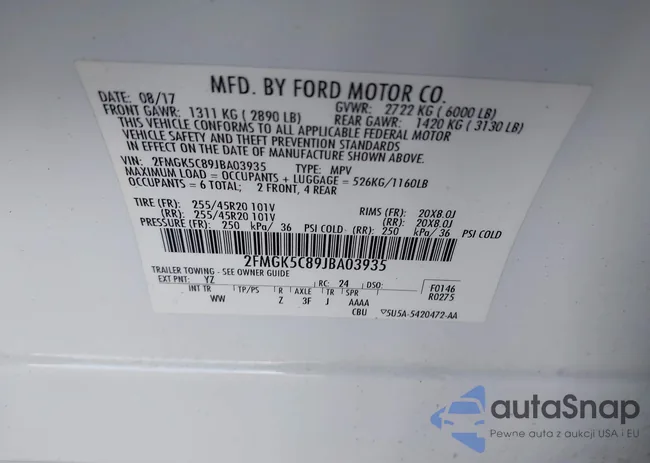 MFD. BY FORD MOTOR CO.
DATE: 08/17 GVWR: 2722 KG ( 6000 LB)
FRONT GAWR: 1311 KG ( 2890 LB) REAR GAWR: 1420 KG ( 3130 LB)
THIS VEHICLE CONFORMS TO ALL APPLICABLE FEDERAL MOTOR
VEHICLE SAFETY AND THEFT PREVENTION STANDARDS
IN EFFECT ON THE DATE OF MANUFACTURE SHOWN ABOVE.
VIN: 2FMGK5C89JBA03935 TYPE: MPV
MAXIMUM LOAD = OCCUPANTS + LUGGAGE = 526KG/1160LB
OCCUPANTS = 6 TOTAL; 2 FRONT, 4 REAR
TIRE (FR): 255/45R20 101V RIMS (FR): 20X8.0J
(RR): 255/45R20 101V (RR): 20X8.0J
PRESSURE (FR): 250 kPa/ 36 PSI COLD (RR): 250 kPa/ 36 PSI COLD
2FMGK5C89JBA03935
TRAILER TOWING - SEE OWNER GUIDE
EXT PNT: YZ RC: 24 DSO: F0146
INT TR TP/PS R AXLE TR SPR R0275
WW Z 3F J AAAA
CBU 5U5A-5420472-AA
autaSnap
Pewne auta z aukcji USA i EU